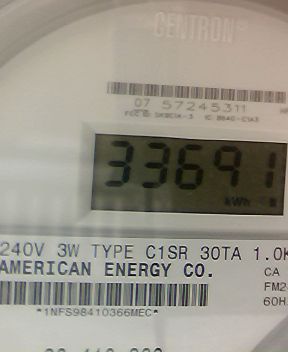 CENTRON
07 57245311
33691
kWh
240V 3W TYPE C1SR 30TA 1.0K
AMERICAN ENERGY CO.
CA
FM2
60H
*1NFS98410366MEC*